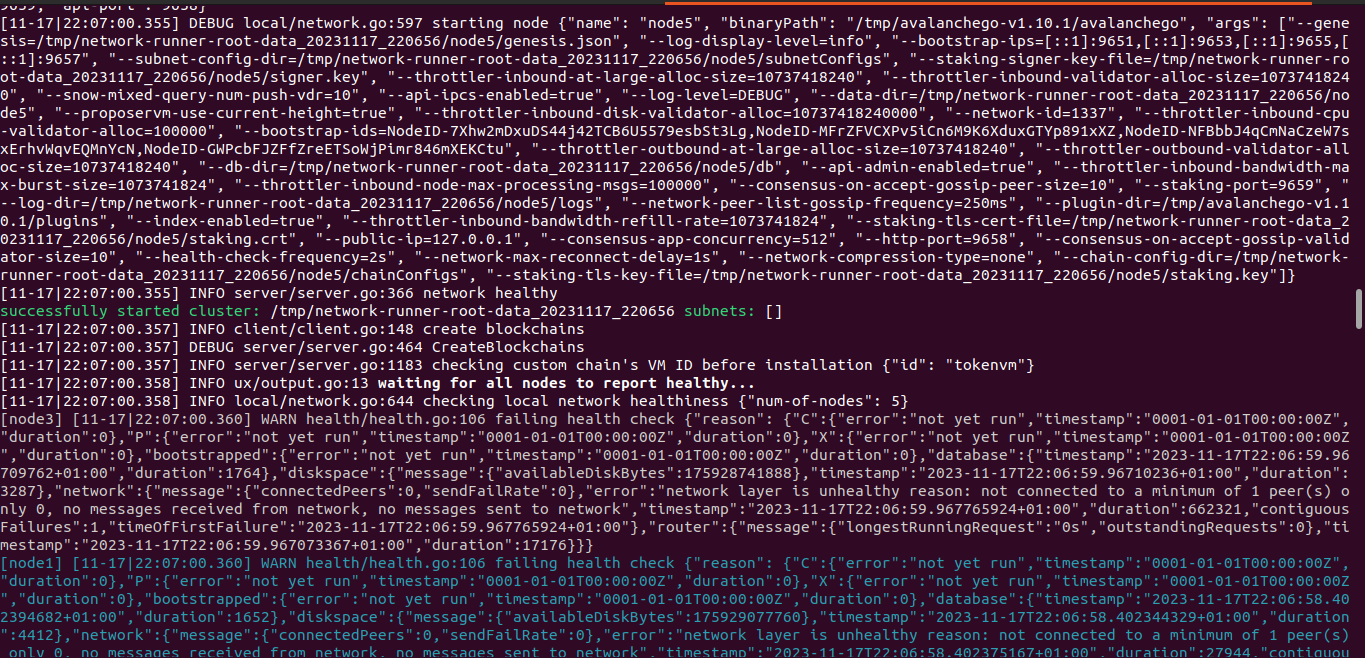 9659, "api-port": 9658}
[11-17|22:07:00.355] DEBUG local/network.go:597 starting node {"name": "node5", "binaryPath": "/tmp/avalanchego-v1.10.1/avalanchego", "args": ["--gene
sis=/tmp/network-runner-root-data_20231117_220656/node5/genesis.json", "--log-display-level=info", "--bootstrap-ips=[::1]:9651,[::1]:9653,[::1]:9655,[
::1]:9657", "--subnet-config-dir=/tmp/network-runner-root-data_20231117_220656/node5/subnetConfigs", "--staking-signer-key-file=/tmp/network-runner-ro
ot-data_20231117_220656/node5/signer.key", "--throttler-inbound-at-large-alloc-size=10737418240", "--throttler-inbound-validator-alloc-size=1073741824
0", "--snow-mixed-query-num-push-vdr=10", "--api-ipcs-enabled=true", "--log-level=DEBUG", "--data-dir=/tmp/network-runner-root-data_20231117_220656/no
de5", "--proposervm-use-current-height=true", "--throttler-inbound-disk-validator-alloc=10737418240000", "--network-id=1337", "--throttler-inbound-cpu
-validator-alloc=100000", "--bootstrap-ids=NodeID-7Xhw2mDxuDS44j42TCB6U5579esbSt3Lg,NodeID-MFrZFVCXPv5iCn6M9K6XduxGTYp891xXZ,NodeID-NFBbbJ4qCmNaCzeW7s
xErhvWqvEQMnYcN,NodeID-GWPcbFJZFfZreETSoWjPimr846mXEKCtu", "--throttler-outbound-at-large-alloc-size=10737418240", "--throttler-outbound-validator-all
oc-size=10737418240", "--db-dir=/tmp/network-runner-root-data_20231117_220656/node5/db", "--api-admin-enabled=true", "--throttler-inbound-bandwidth-ma
x-burst-size=1073741824", "--throttler-inbound-node-max-processing-msgs=100000", "--consensus-on-accept-gossip-peer-size=10", "--staking-port=9659", "
--log-dir=/tmp/network-runner-root-data_20231117_220656/node5/logs", "--network-peer-list-gossip-frequency=250ms", "--plugin-dir=/tmp/avalanchego-v1.1
0.1/plugins", "--index-enabled=true", "--throttler-inbound-bandwidth-refill-rate=1073741824", "--staking-tls-cert-file=/tmp/network-runner-root-data_2
0231117_220656/node5/staking.crt", "--public-ip=127.0.0.1", "--consensus-app-concurrency=512", "--http-port=9658", "--consensus-on-accept-gossip-valid
ator-size=10", "--health-check-frequency=2s", "--network-max-reconnect-delay=1s", "--network-compression-type=none", "--chain-config-dir=/tmp/network-
runner-root-data_20231117_220656/node5/chainConfigs", "--staking-tls-key-file=/tmp/network-runner-root-data_20231117_220656/node5/staking.key"]}
[11-17|22:07:00.355] INFO server/server.go:366 network healthy
successfully started cluster: /tmp/network-runner-root-data_20231117_220656 subnets: []
[11-17|22:07:00.357] INFO client/client.go:148 create blockchains
[11-17|22:07:00.357] DEBUG server/server.go:464 CreateBlockchains
[11-17|22:07:00.357] INFO server/server.go:1183 checking custom chain's VM ID before installation {"id": "tokenvm"}
[11-17|22:07:00.358] INFO ux/output.go:13 waiting for all nodes to report healthy...
[11-17|22:07:00.358] INFO local/network.go:644 checking local network healthiness {"num-of-nodes": 5}
[node3] [11-17|22:07:00.360] WARN health/health.go:106 failing health check {"reason": {"C":{"error":"not yet run","timestamp":"0001-01-01T00:00:00Z",
"duration":0},"P":{"error":"not yet run","timestamp":"0001-01-01T00:00:00Z","duration":0},"X":{"error":"not yet run","timestamp":"0001-01-01T00:00:00Z
","duration":0},"bootstrapped":{"error":"not yet run","timestamp":"0001-01-01T00:00:00Z","duration":0},"database":{"timestamp":"2023-11-17T22:06:59.96
709762+01:00","duration":1764},"diskspace":{"message":{"availableDiskBytes":175928741888},"timestamp":"2023-11-17T22:06:59.96710236+01:00","duration":
3287},"network":{"message":{"connectedPeers":0,"sendFailRate":0},"error":"network layer is unhealthy reason: not connected to a minimum of 1 peer(s) o
nly 0, no messages received from network, no messages sent to network","timestamp":"2023-11-17T22:06:59.967765924+01:00","duration":662321,"contiguous
Failures":1,"timeOfFirstFailure":"2023-11-17T22:06:59.967765924+01:00"},"router":{"message":{"longestRunningRequest":"0s","outstandingRequests":0},"ti
mestamp":"2023-11-17T22:06:59.967073367+01:00","duration":17176}}}
[node1] [11-17|22:07:00.360] WARN health/health.go:106 failing health check {"reason": {"C":{"error":"not yet run","timestamp":"0001-01-01T00:00:00Z",
"duration":0},"P":{"error":"not yet run","timestamp":"0001-01-01T00:00:00Z","duration":0},"X":{"error":"not yet run","timestamp":"0001-01-01T00:00:00Z
","duration":0},"bootstrapped":{"error":"not yet run","timestamp":"0001-01-01T00:00:00Z","duration":0},"database":{"timestamp":"2023-11-17T22:06:58.40
2394682+01:00","duration":1652},"diskspace":{"message":{"availableDiskBytes":175929077760},"timestamp":"2023-11-17T22:06:58.402344329+01:00","duration
":4412},"network":{"message":{"connectedPeers":0,"sendFailRate":0},"error":"network layer is unhealthy reason: not connected to a minimum of 1 peer(s)
only 0, no messages received from network, no messages sent to network","timestamp":"2023-11-17T22:06:58.402375167+01:00","duration":27944,"contiguou